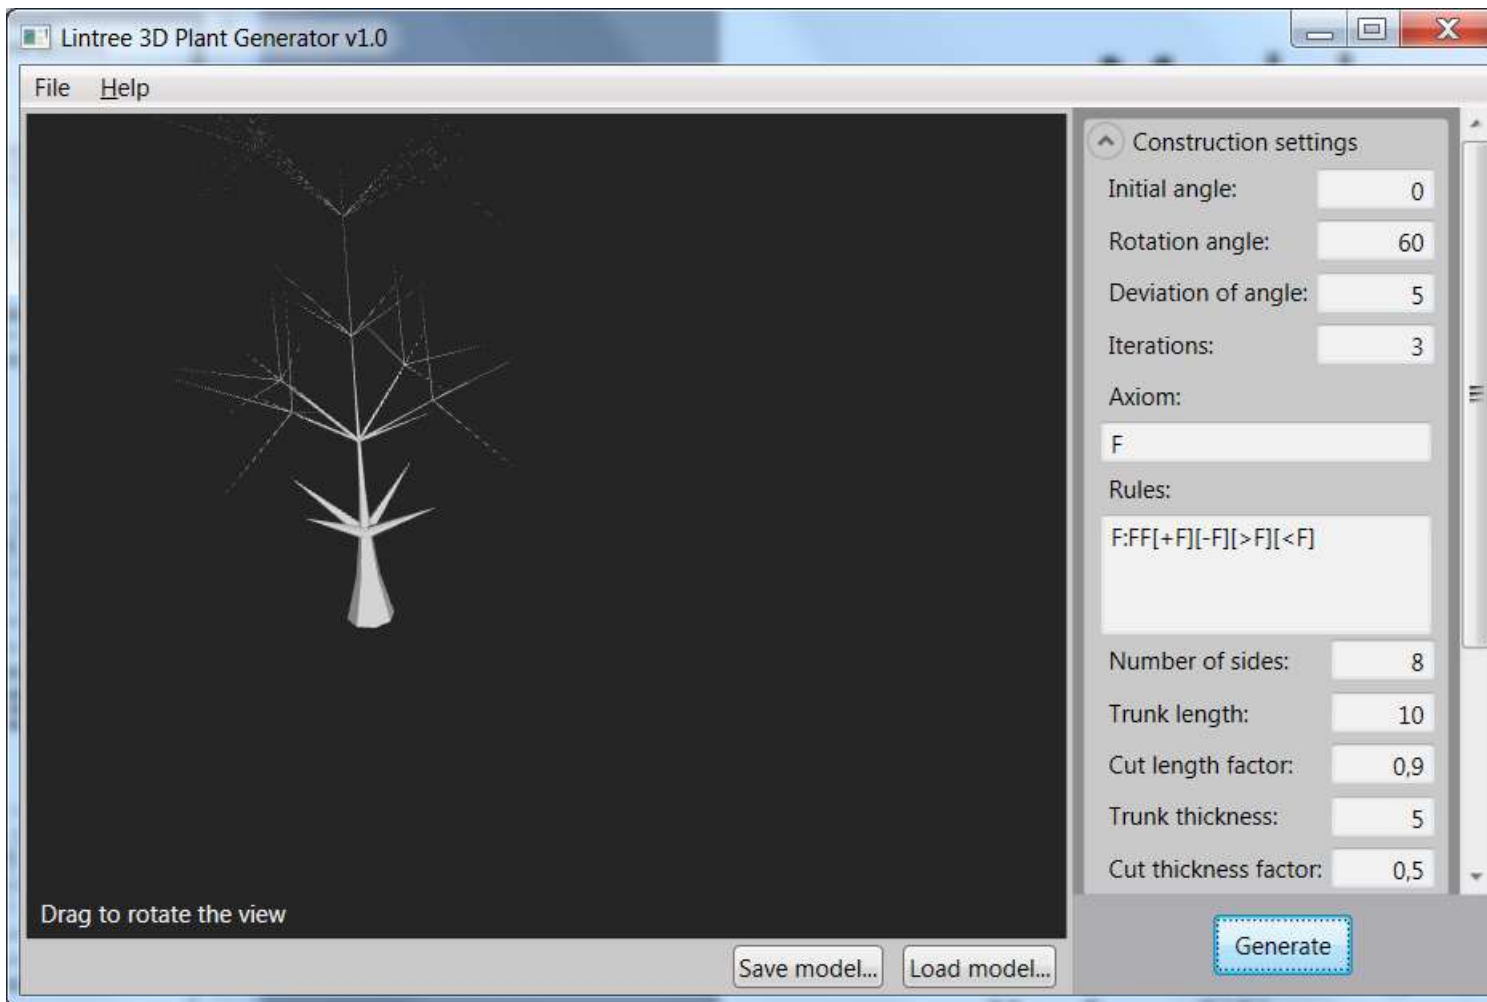 Lintree 3D Plant Generator v1.0
File Help
Construction settings
Initial angle: 0
Rotation angle: 60
Deviation of angle: 5
Iterations: 3
Axiom:
F
Rules:
F:FF[+F][-F][>F][<F]
Number of sides: 8
Trunk length: 10
Cut length factor: 0,9
Trunk thickness: 5
Cut thickness factor: 0,5
Drag to rotate the view
Generate
Save model... Load model...